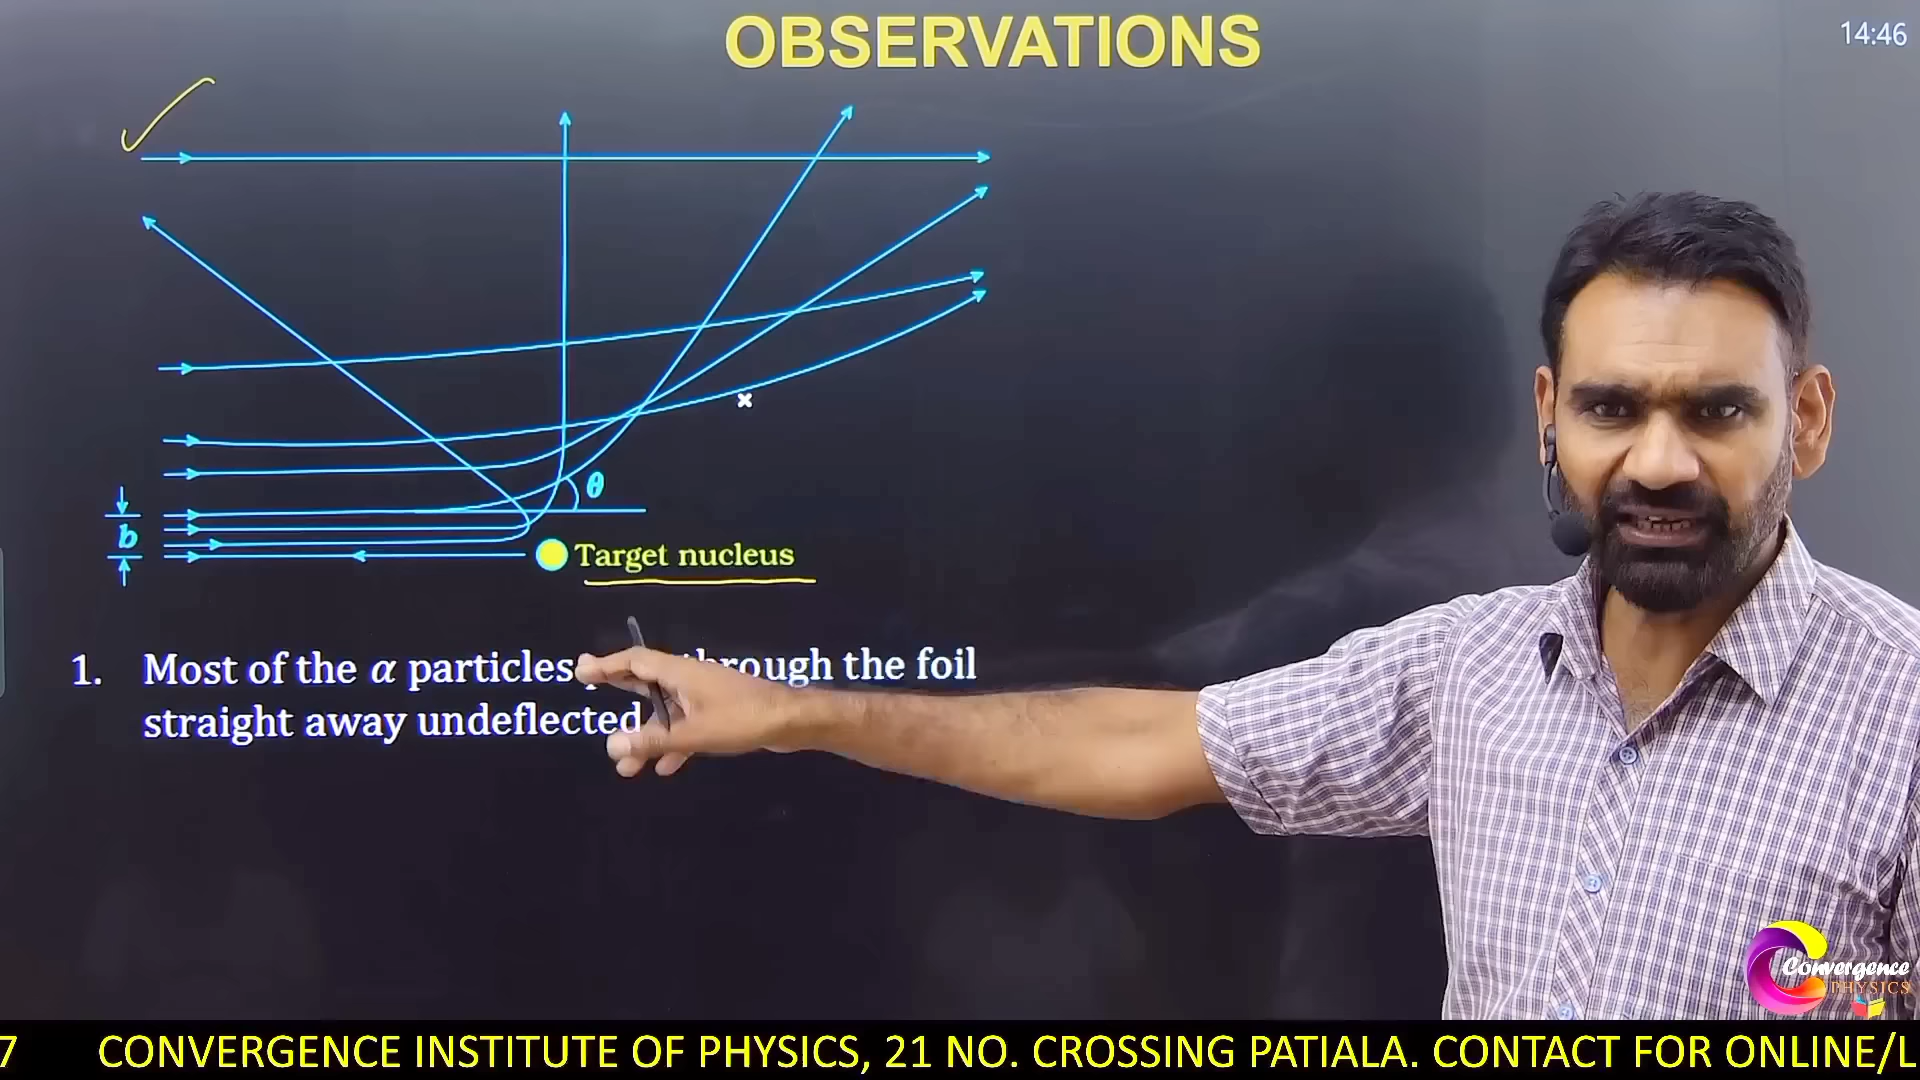 OBSERVATIONS
14:46
θ
b
Target nucleus
1. Most of the α particles through the foil
straight away undeflected
Convergence
PHYSICS
7 CONVERGENCE INSTITUTE OF PHYSICS, 21 NO. CROSSING PATIALA. CONTACT FOR ONLINE/L